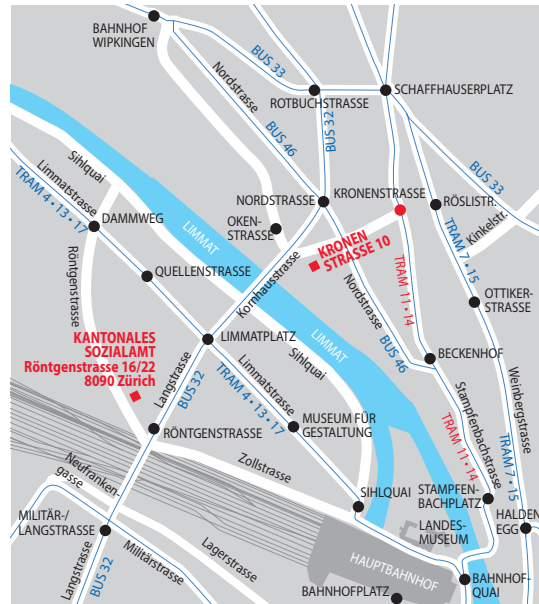 BAHNHOF
WIPKINGEN
BUS 33
Nordstrasse
ROTBUCHSTRASSE
SCHAFFHAUSERPLATZ
BUS 32
BUS 46
BUS 33
Sihlquai
Limmatstrasse
TRAM 4 • 13 • 17
DAMMWEG
NORDSTRASSE
KRONENSTRASSE
RÖSLISTR.
Kinkelstr.
OKEN-
STRASSE
LIMMAT
KRONEN
STRASSE 10
TRAM 7 • 15
Röntgenstrasse
QUELLENSTRASSE
Kornhausstrasse
Nordstrasse
TRAM 11 • 14
OTTIKER-
STRASSE
KANTONALES
SOZIALAMT
Röntgenstrasse 16/22
8090 Zürich
LIMMATPLATZ
LIMMAT
BUS 46
BECKENHOF
Langstrasse
BUS 32
Limmatstrasse
TRAM 4 • 13 • 17
Sihlquai
Stampfenbachstrasse
Weinbergstrasse
RÖNTGENSTRASSE
MUSEUM FÜR
GESTALTUNG
TRAM 11 • 14
TRAM 7 • 15
Neufranken-
gasse
Zollstrasse
SIHLQUAI
STAMPFEN-
BACHPLATZ
MILITÄR-/
LANGSTRASSE
LANDES-
MUSEUM
HALDEN
EGG
Langstrasse
BUS 32
Militärstrasse
Lagerstrasse
HAUPTBAHNHOF
BAHNHOFPLATZ
BAHNHOF-
QUAI